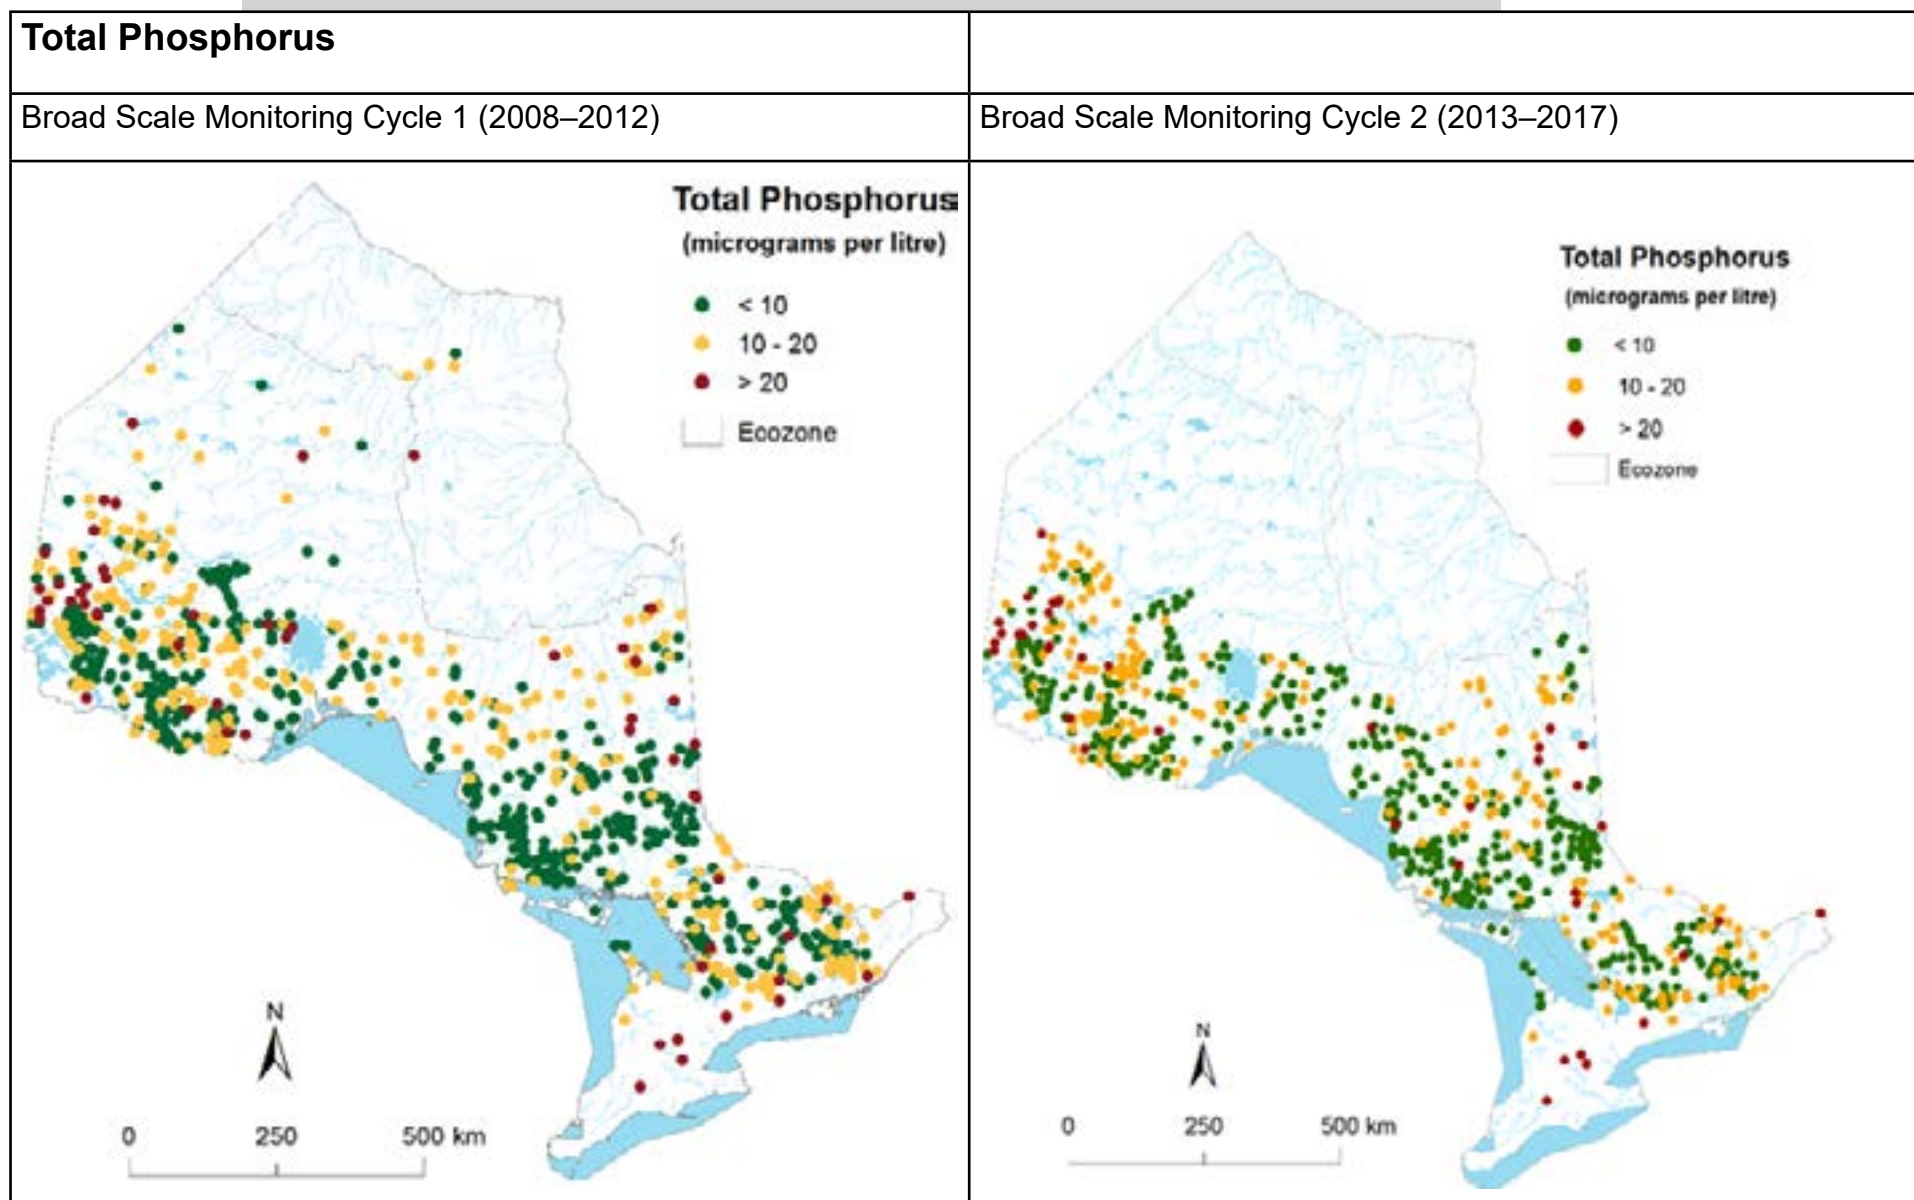 Total Phosphorus
Broad Scale Monitoring Cycle 1 (2008–2012)
Broad Scale Monitoring Cycle 2 (2013–2017)
Total Phosphorus
(micrograms per litre)
< 10
10 - 20
> 20
Ecozone
N
0 250 500 km
Total Phosphorus
(micrograms per litre)
< 10
10 - 20
> 20
Ecozone
N
0 250 500 km